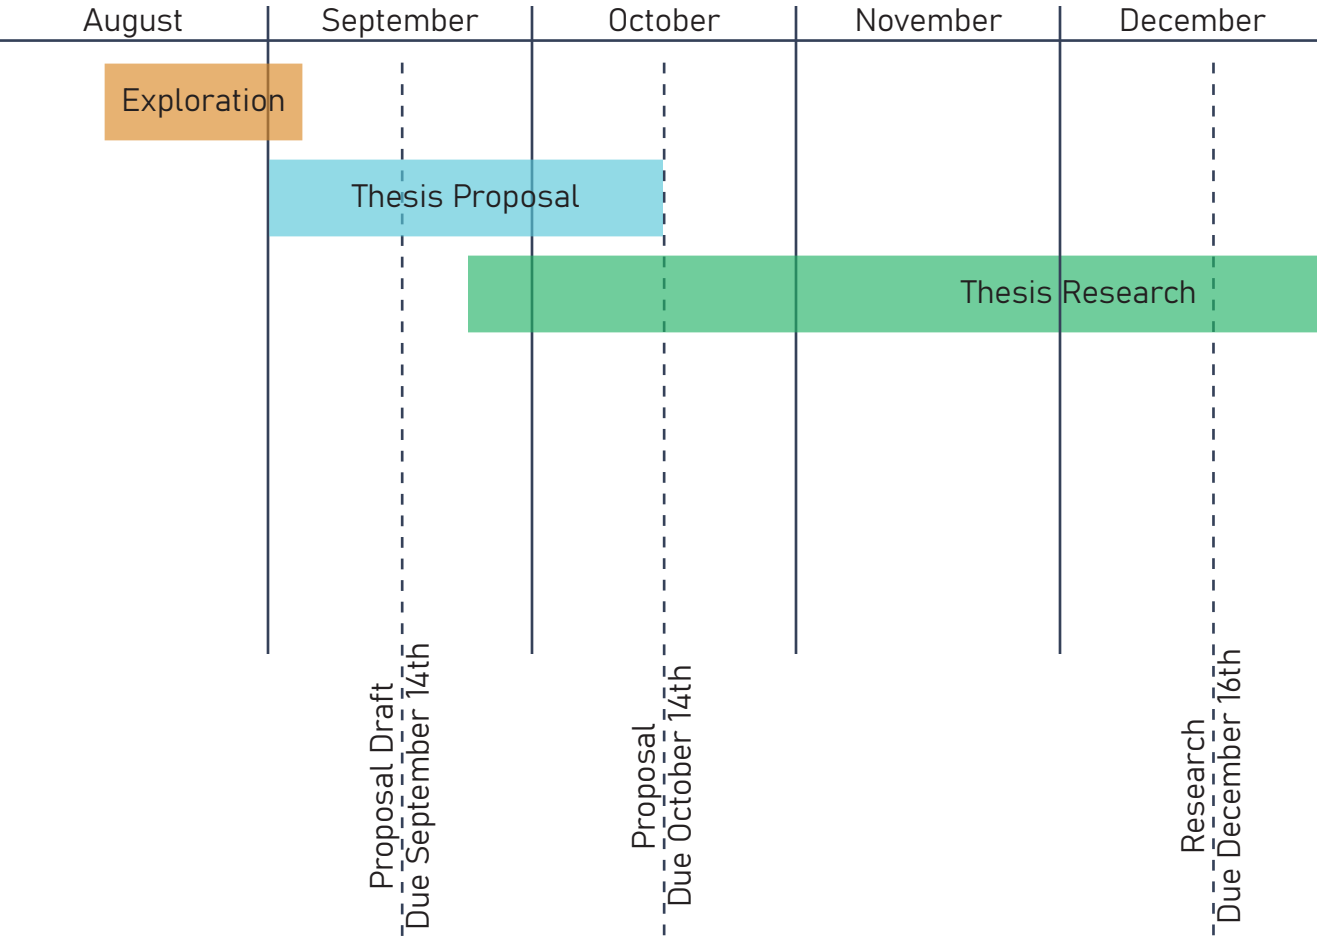 August
September
October
November
December
Exploration
Thesis Proposal
Thesis Research
Proposal Draft
Due September 14th
Proposal
Due October 14th
Research
Due December 16th